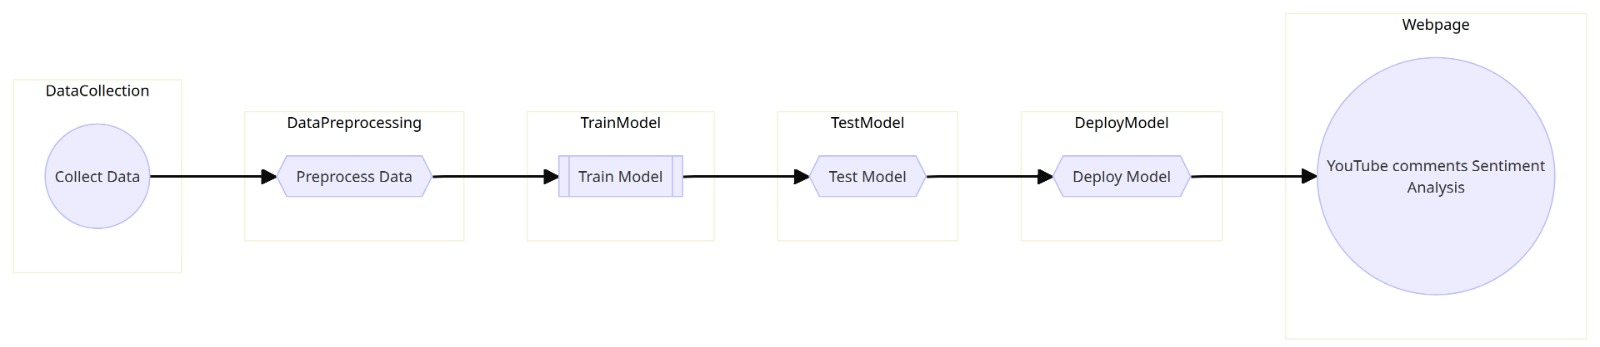 DataCollection
Collect Data
DataPreprocessing
Preprocess Data
TrainModel
Train Model
TestModel
Test Model
DeployModel
Deploy Model
Webpage
YouTube comments Sentiment
Analysis